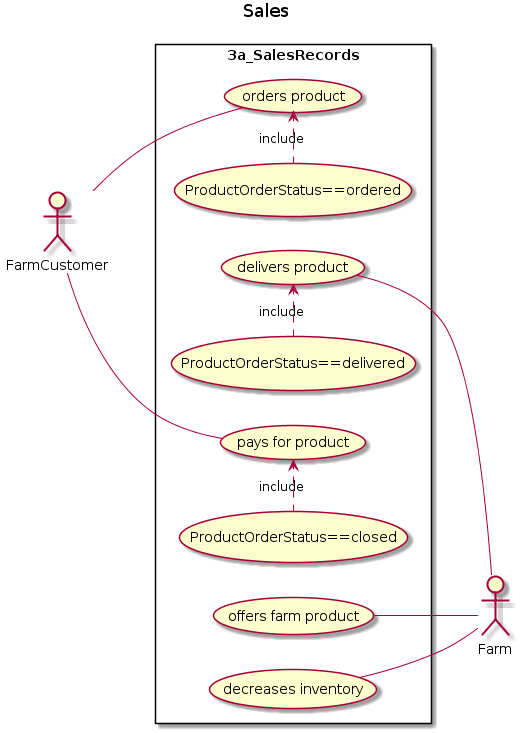 Sales
3a_SalesRecords
orders product
include
ProductOrderStatus==ordered
FarmCustomer
delivers product
include
ProductOrderStatus==delivered
pays for product
include
ProductOrderStatus==closed
offers farm product
Farm
decreases inventory